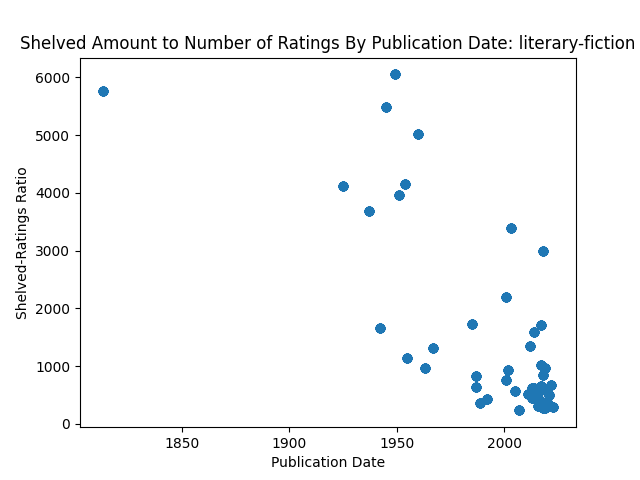 Shelved Amount to Number of Ratings By Publication Date: literary-fiction
6000
5000
4000
3000
2000
1000
0
Shelved-Ratings Ratio
1850 1900 1950 2000
Publication Date